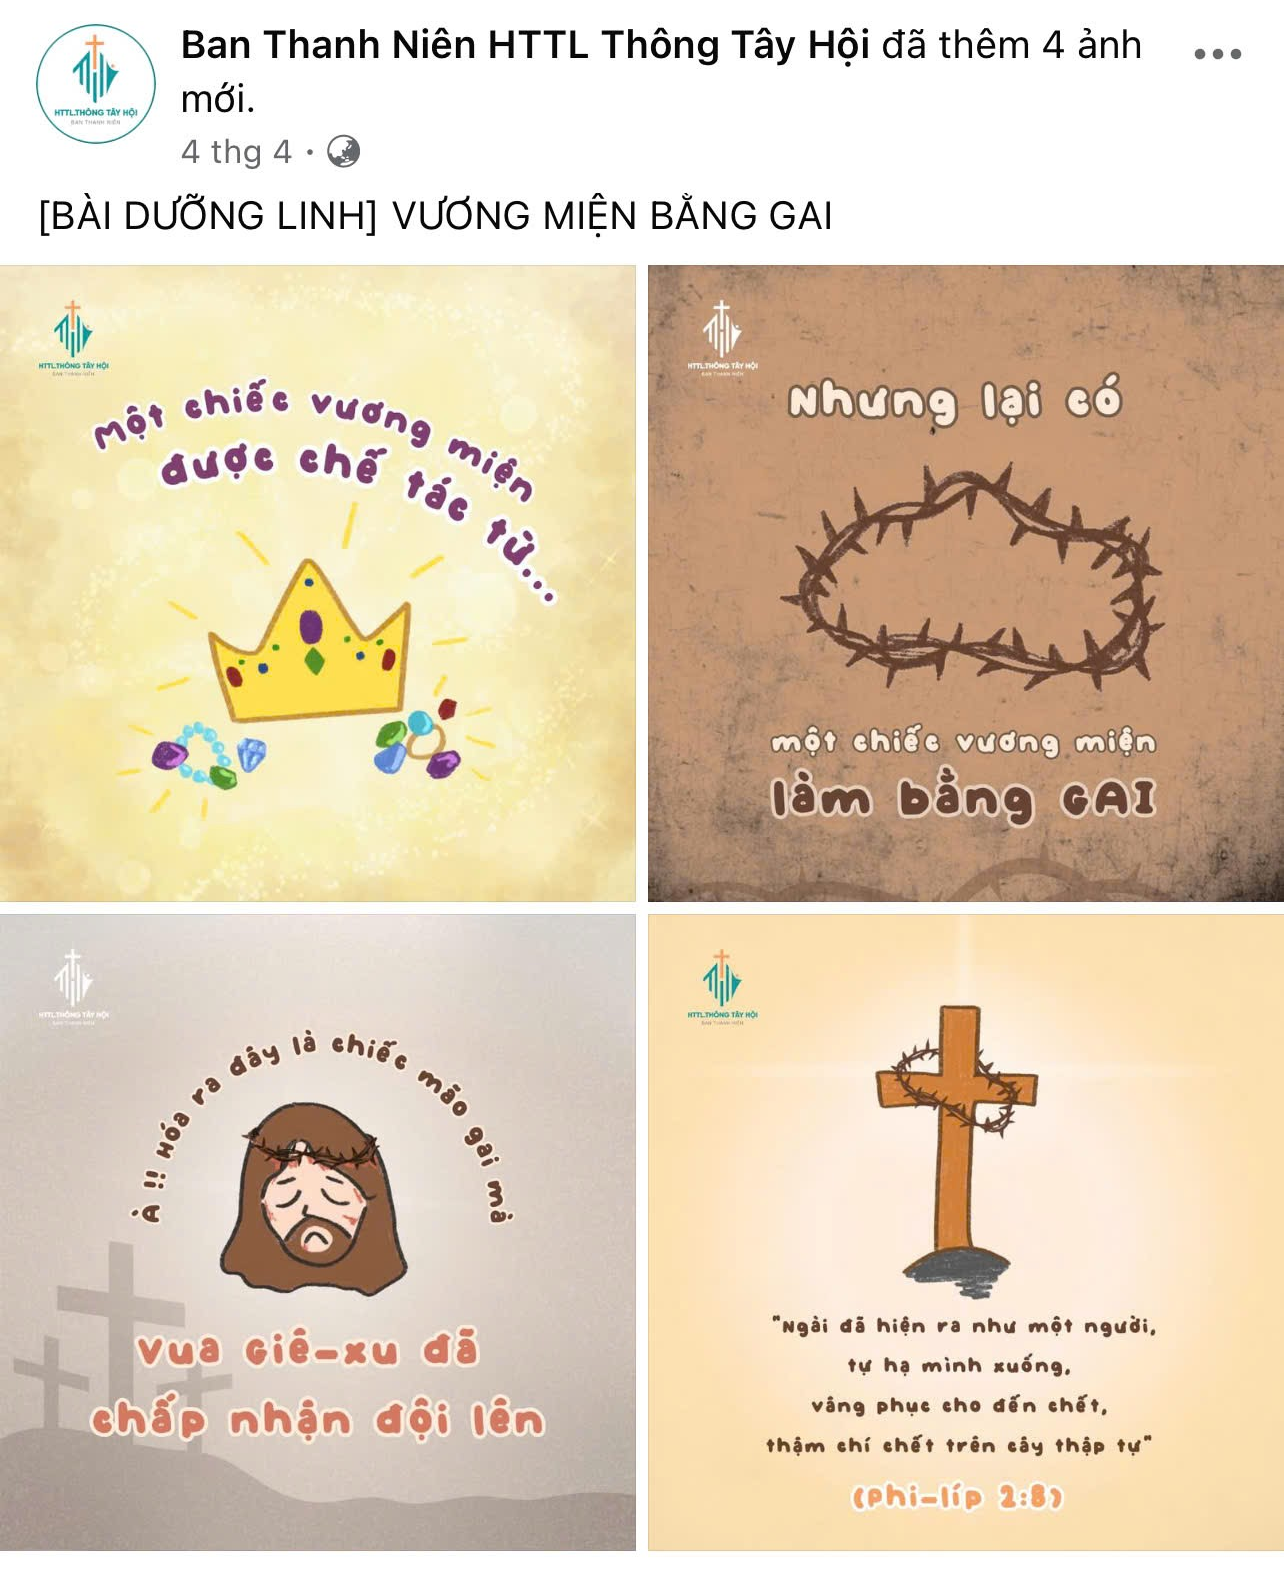 Ban Thanh Niên HTTL Thông Tây Hội đã thêm 4 ảnh
mới.
4 thg 4 ·
HTTL.THÔNG TÂY HỘI
BAN THANH NIÊN
[BÀI DƯỠNG LINH] VƯƠNG MIỆN BẰNG GAI
HTTL.THÔNG TÂY HỘI
BAN THANH NIÊN
Một chiếc vương miện
được chế tác từ...
HTTL.THÔNG TÂY HỘI
BAN THANH NIÊN
Nhưng lại có
một chiếc vương miện
làm bằng GAI
HTTL.THÔNG TÂY HỘI
BAN THANH NIÊN
À !! Hóa ra đây là chiếc mão gai mà
Vua Giê-xu đã
chấp nhận đội lên
HTTL.THÔNG TÂY HỘI
BAN THANH NIÊN
"Ngài đã hiện ra như một người,
tự hạ mình xuống,
vâng phục cho đến chết,
thậm chí chết trên cây thập tự"
(Phi-líp 2:8)